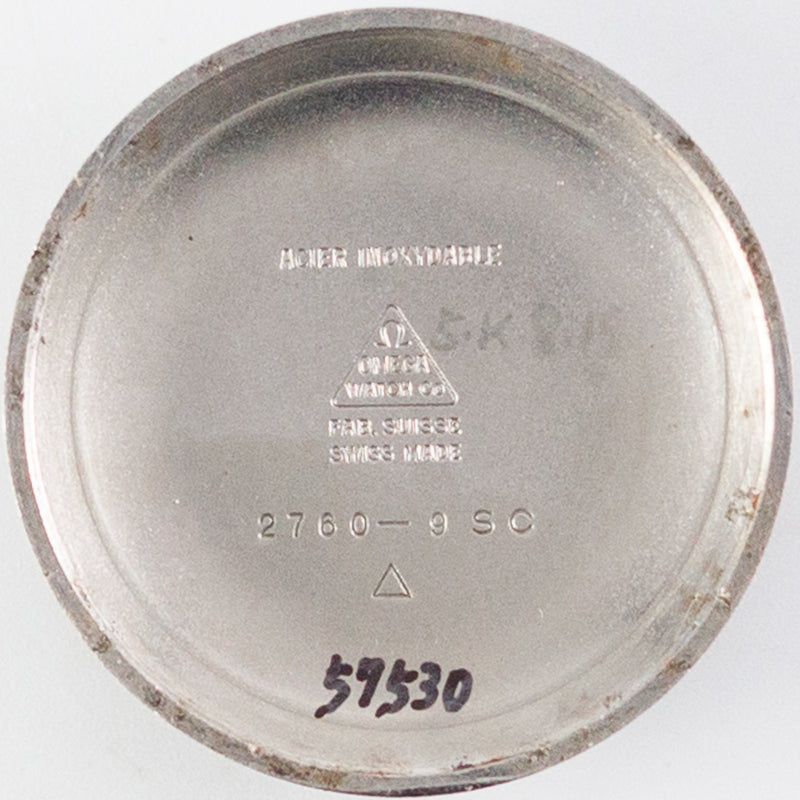 ACIER INOXYDABLE
Ω
OMEGA
WATCH CO
FAB. SUISSE
SWISS MADE
2760—9 SC
57530